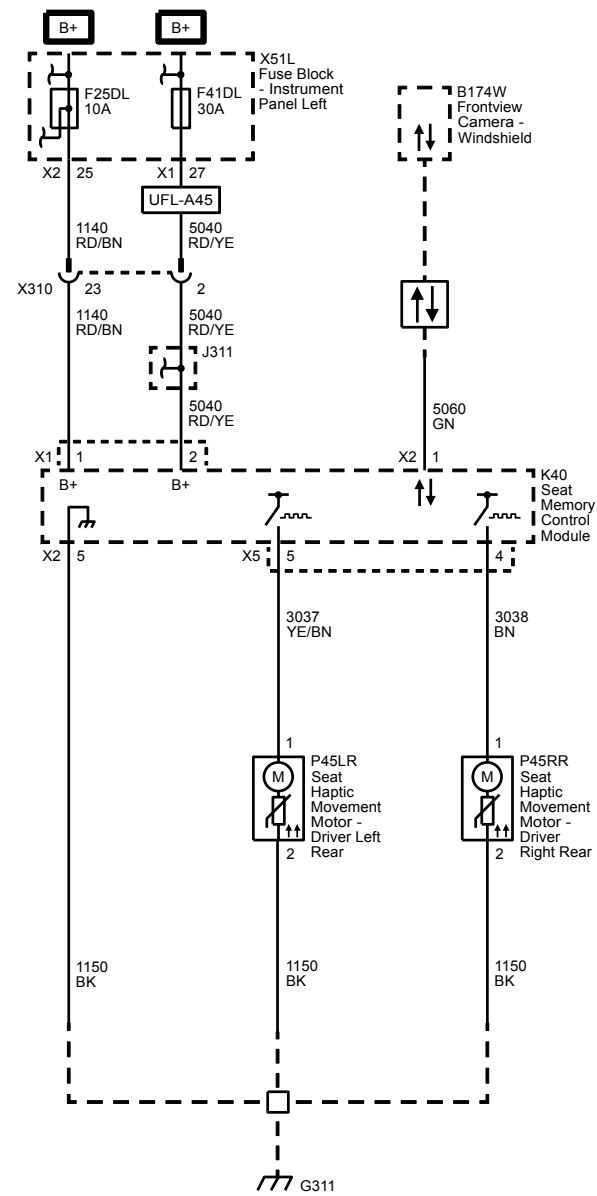 B+
B+
X51L
Fuse Block
- Instrument
Panel Left
F25DL
10A
F41DL
30A
B174W
Frontview
Camera -
Windshield
X2 25
X1 27
UFL-A45
1140
RD/BN
5040
RD/YE
X310 23
2
1140
RD/BN
5040
RD/YE
J311
5040
RD/YE
5060
GN
X1 1
2
X2 1
B+
B+
K40
Seat
Memory
Control
Module
X2 5
X5 5
4
3037
YE/BN
3038
BN
1
M
P45LR
Seat
Haptic
Movement
Motor -
Driver Left
Rear
2
1
M
P45RR
Seat
Haptic
Movement
Motor -
Driver
Right Rear
2
1150
BK
1150
BK
1150
BK
G311